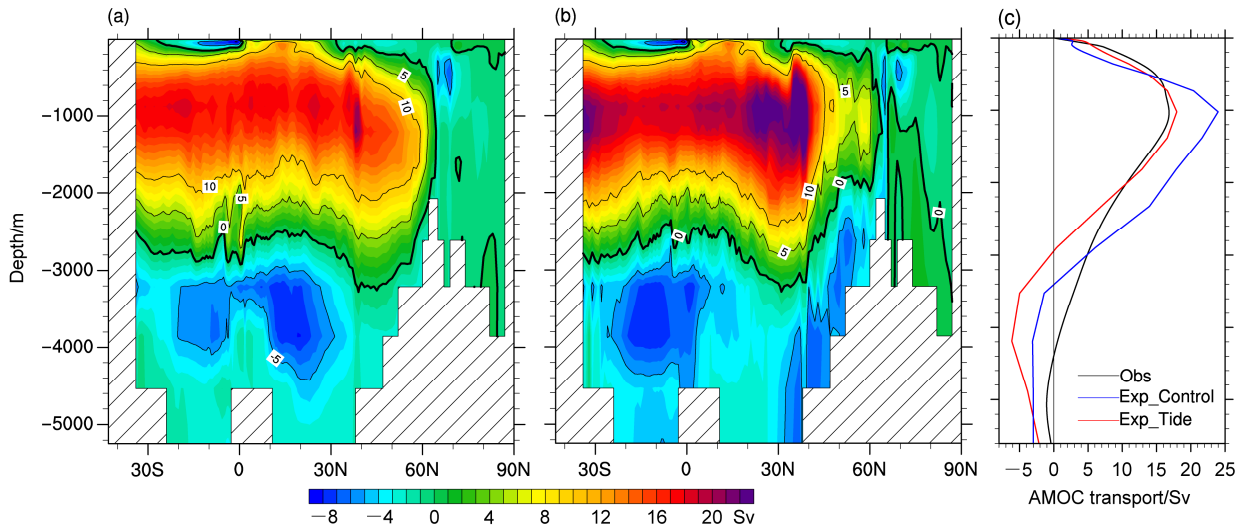 (a)
(b)
(c)
Depth/m
-1000
-2000
-3000
-4000
-5000
5
10
10
0
5
-5
5
10
0
0
5
0
Obs
Exp_Control
Exp_Tide
30S 0 30N 60N 90N
30S 0 30N 60N 90N
−5 0 5 10 15 20 25
AMOC transport/Sv
−8 −4 0 4 8 12 16 20 Sv